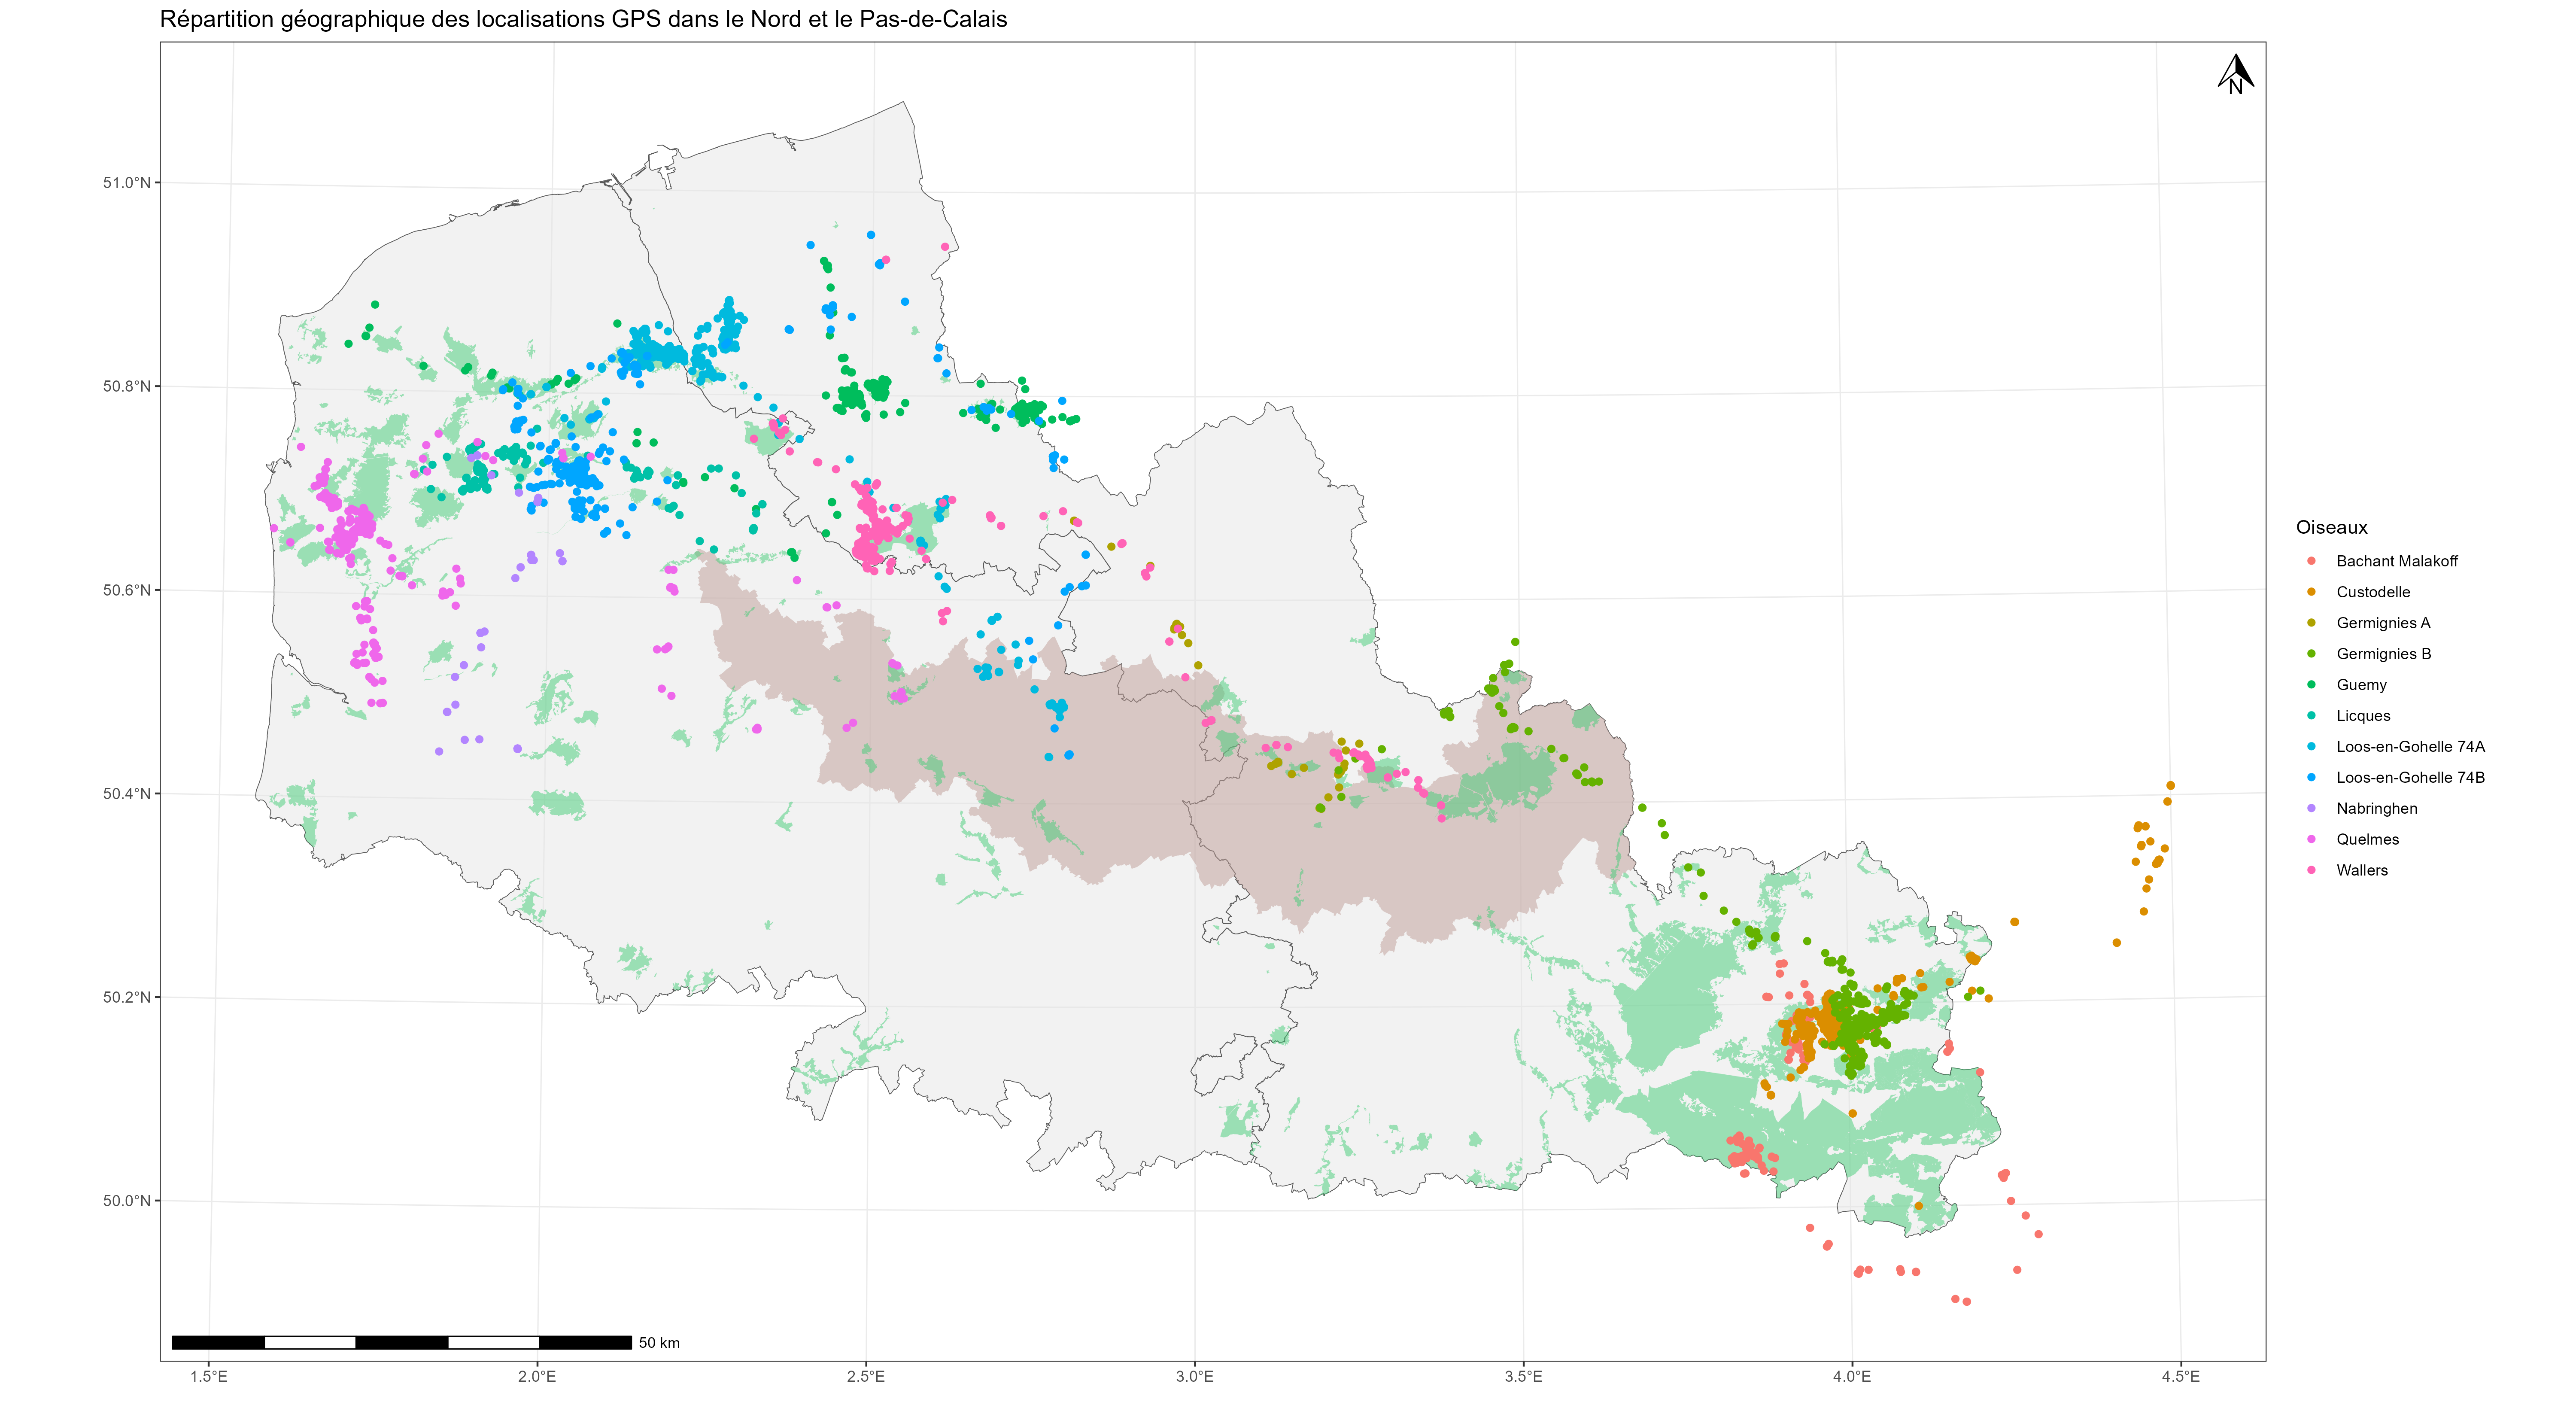 Répartition géographique des localisations GPS dans le Nord et le Pas-de-Calais
N
51.0°N
50.8°N
50.6°N
50.4°N
50.2°N
50.0°N
50 km
1.5°E
2.0°E
2.5°E
3.0°E
3.5°E
4.0°E
4.5°E
Oiseaux
Bachant Malakoff
Custodelle
Germignies A
Germignies B
Guemy
Licques
Loos-en-Gohelle 74A
Loos-en-Gohelle 74B
Nabringhen
Quelmes
Wallers